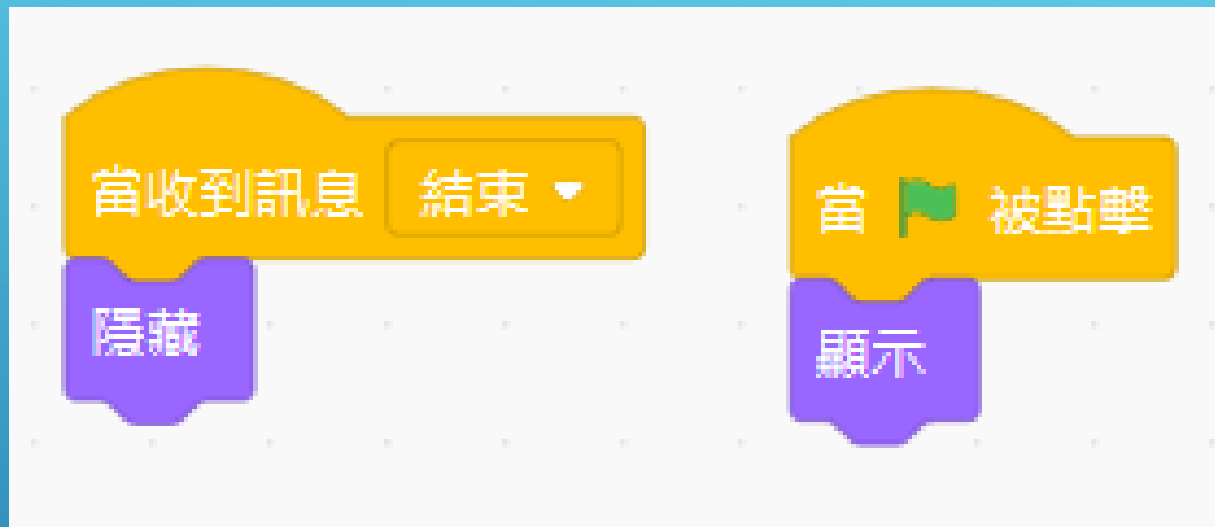 當收到訊息 結束
隱藏
當 被點擊
顯示